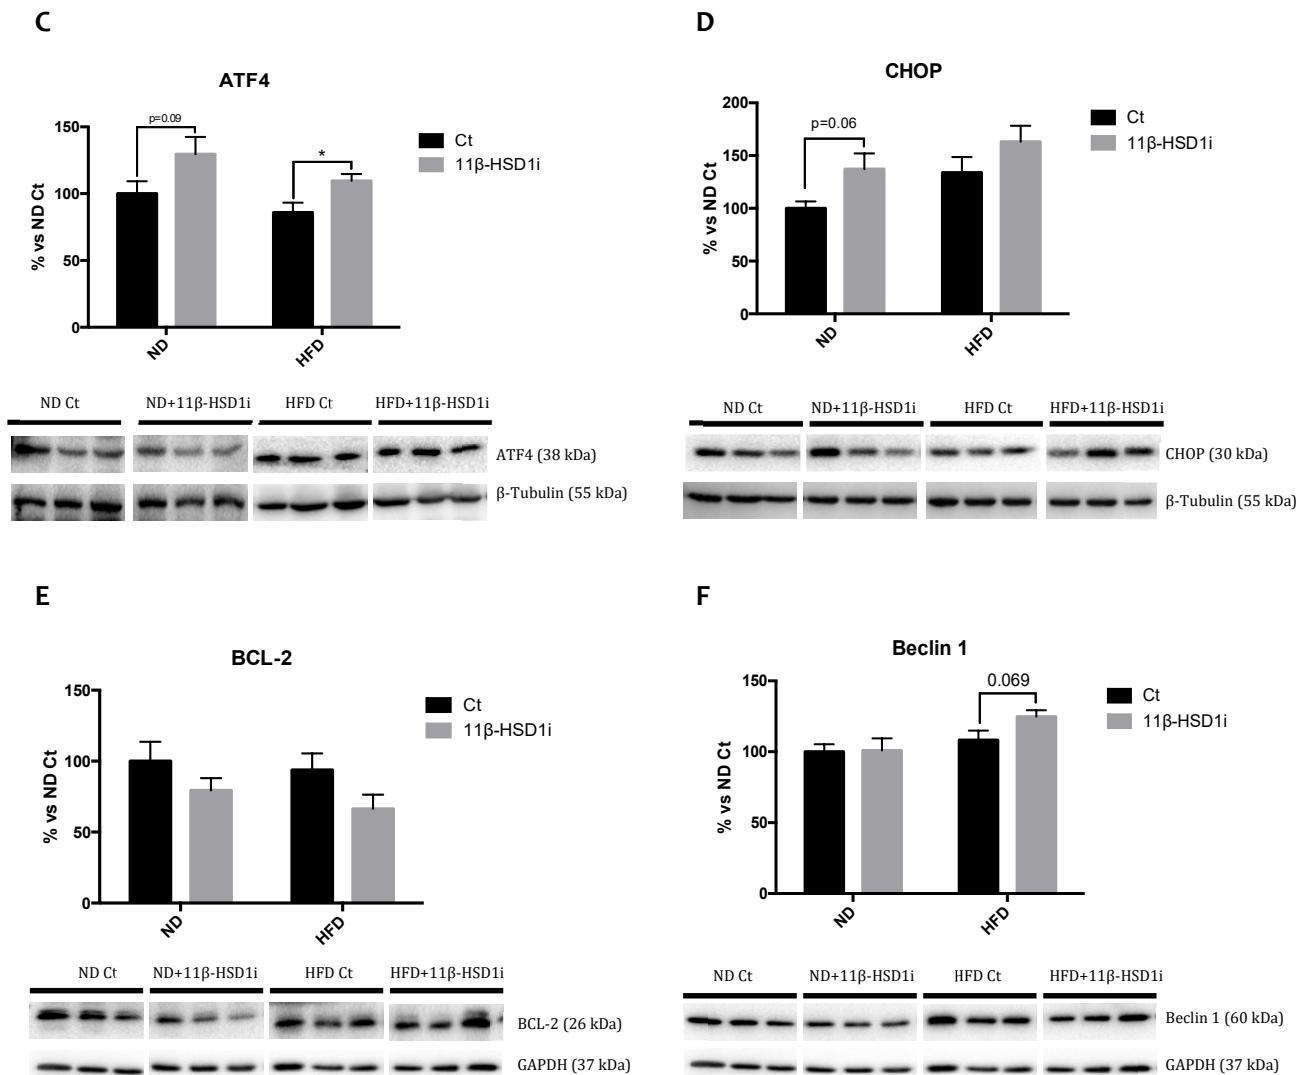 C
ATF4
% vs ND Ct
150
100
50
0
p=0.09
*
ND
HFD
Ct
11β-HSD1i
ND Ct
ND+11β-HSD1i
HFD Ct
HFD+11β-HSD1i
ATF4 (38 kDa)
β-Tubulin (55 kDa)
D
CHOP
% vs ND Ct
200
150
100
50
0
p=0.06
ND
HFD
Ct
11β-HSD1i
ND Ct
ND+11β-HSD1i
HFD Ct
HFD+11β-HSD1i
CHOP (30 kDa)
β-Tubulin (55 kDa)
E
BCL-2
% vs ND Ct
150
100
50
0
ND
HFD
Ct
11β-HSD1i
ND Ct
ND+11β-HSD1i
HFD Ct
HFD+11β-HSD1i
BCL-2 (26 kDa)
GAPDH (37 kDa)
F
Beclin 1
% vs ND Ct
150
100
50
0
0.069
ND
HFD
Ct
11β-HSD1i
ND Ct
ND+11β-HSD1i
HFD Ct
HFD+11β-HSD1i
Beclin 1 (60 kDa)
GAPDH (37 kDa)